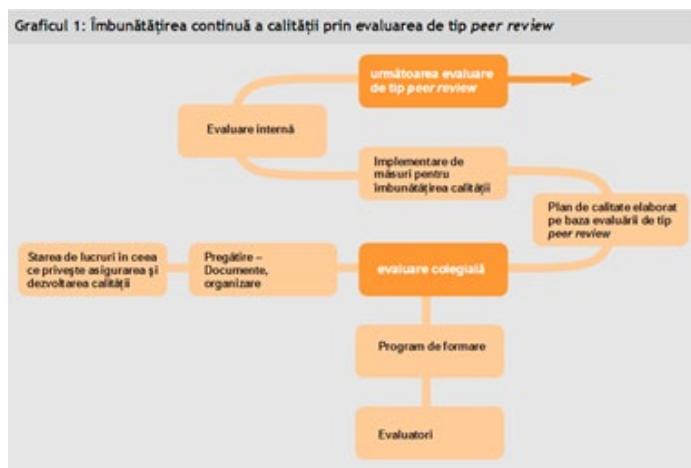 Graficul 1: Îmbunătățirea continuă a calității prin evaluarea de tip peer review
următoarea evaluare
de tip peer review
Evaluare internă
Implementare de
măsuri pentru
îmbunătățirea calității
Plan de calitate elaborat
pe baza evaluării de tip
peer review
Starea de lucruri în ceea
ce privește asigurarea și
dezvoltarea calității
Pregătire –
Documente,
organizare
evaluare colegială
Program de formare
Evaluatori